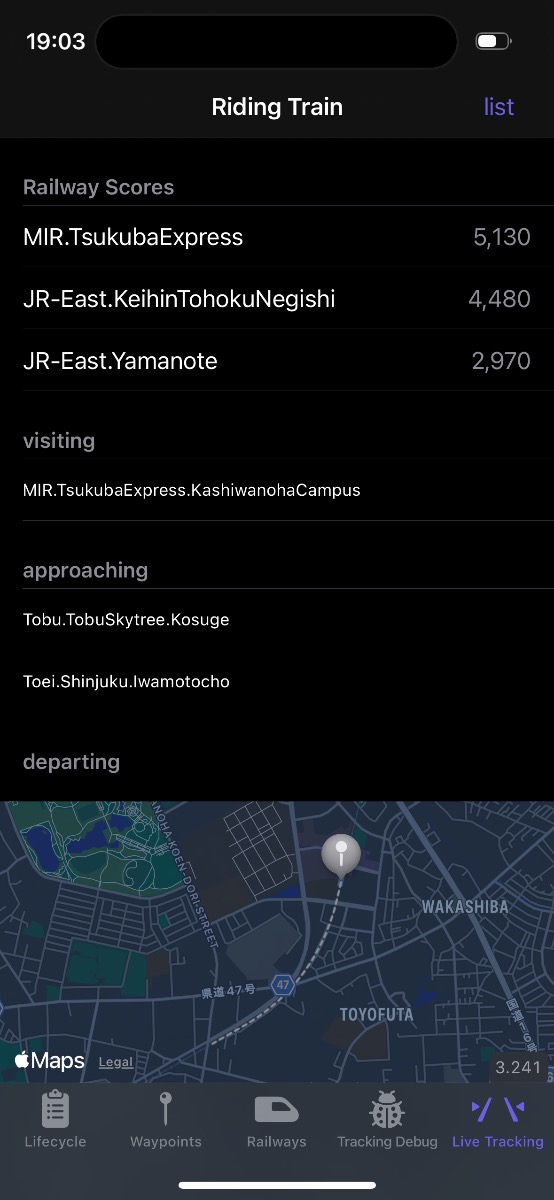 19:03
Riding Train
list
Railway Scores
MIR.TsukubaExpress 5,130
JR-East.KeihinTohokuNegishi 4,480
JR-East.Yamanote 2,970
visiting
MIR.TsukubaExpress.KashiwanohaCampus
approaching
Tobu.TobuSkytree.Kosuge
Toei.Shinjuku.Iwamotocho
departing
ANOHA-KOEN-DORI-STREET
WAKASHIBA
県道47号
47
TOYOFUTA
Maps Legal
3.241
Lifecycle
Waypoints
Railways
Tracking Debug
Live Tracking